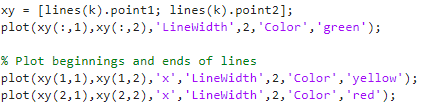 xy = [lines(k).point1; lines(k).point2];
plot(xy(:,1),xy(:,2),'LineWidth',2,'Color','green');
% Plot beginnings and ends of lines
plot(xy(1,1),xy(1,2),'x','LineWidth',2,'Color','yellow');
plot(xy(2,1),xy(2,2),'x','LineWidth',2,'Color','red');